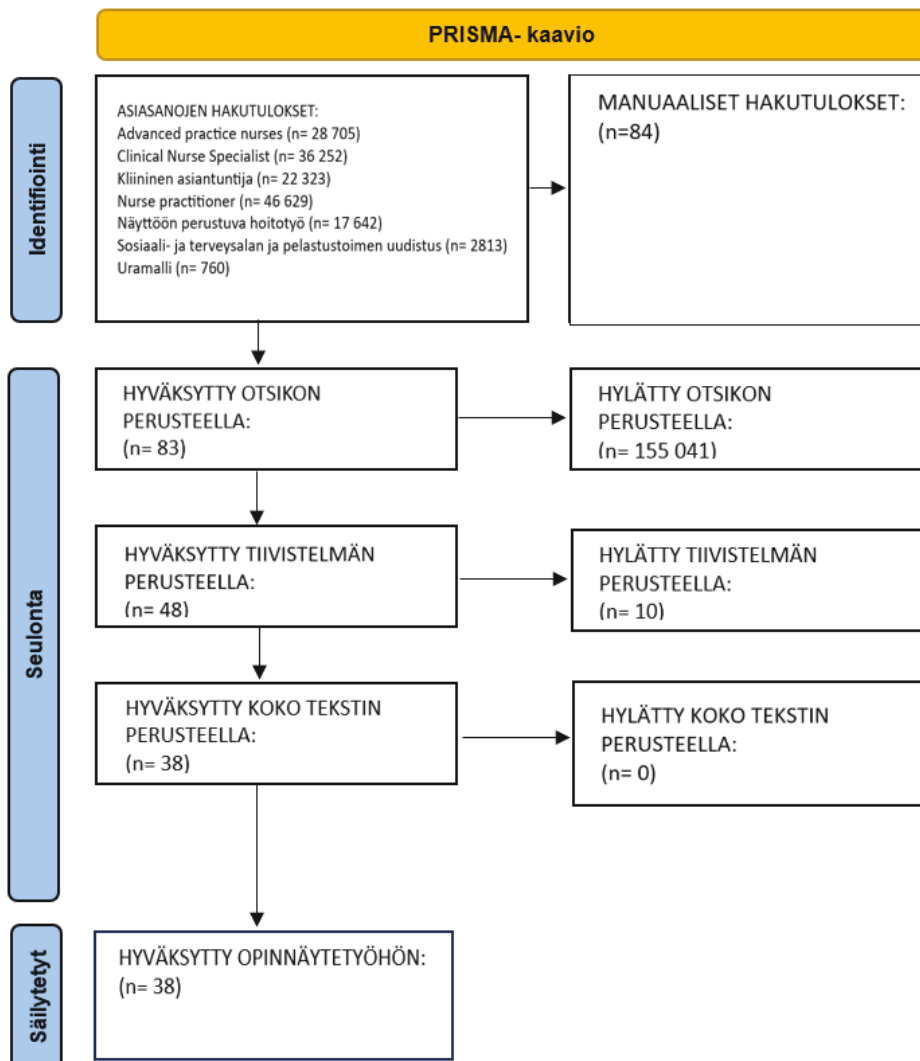 PRISMA- kaavio
Identifiointi
ASIASANOJEN HAKUTULOKSET:
Advanced practice nurses (n= 28 705)
Clinical Nurse Specialist (n= 36 252)
Kliininen asiantuntija (n= 22 323)
Nurse practitioner (n= 46 629)
Näyttöön perustuva hoitotyö (n= 17 642)
Sosiaali- ja terveysalan ja pelastustoimen uudistus (n= 2813)
Uramalli (n= 760)
MANUAALISET HAKUTULOKSET:
(n=84)
Seulonta
HYVÄKSYTTY OTSIKON
PERUSTEELLA:
(n= 83)
HYLÄTTY OTSIKON
PERUSTEELLA:
(n= 155 041)
HYVÄKSYTTY TIIVISTELMÄN
PERUSTEELLA:
(n= 48)
HYLÄTTY TIIVISTELMÄN
PERUSTEELLA:
(n= 10)
HYVÄKSYTTY KOKO TEKSTIN
PERUSTEELLA:
(n= 38)
HYLÄTTY KOKO TEKSTIN
PERUSTEELLA:
(n= 0)
Säilytetyt
HYVÄKSYTTY OPINNÄYTETYÖHÖN:
(n= 38)